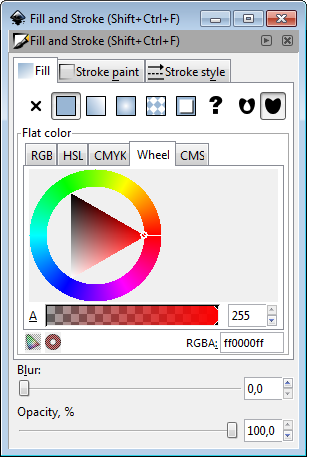 Fill and Stroke (Shift+Ctrl+F)
Fill and Stroke (Shift+Ctrl+F)
Fill Stroke paint Stroke style
?
Flat color
RGB HSL CMYK Wheel CMS
A 255
RGBA: ff0000ff
Blur:
0,0
Opacity, %
100,0